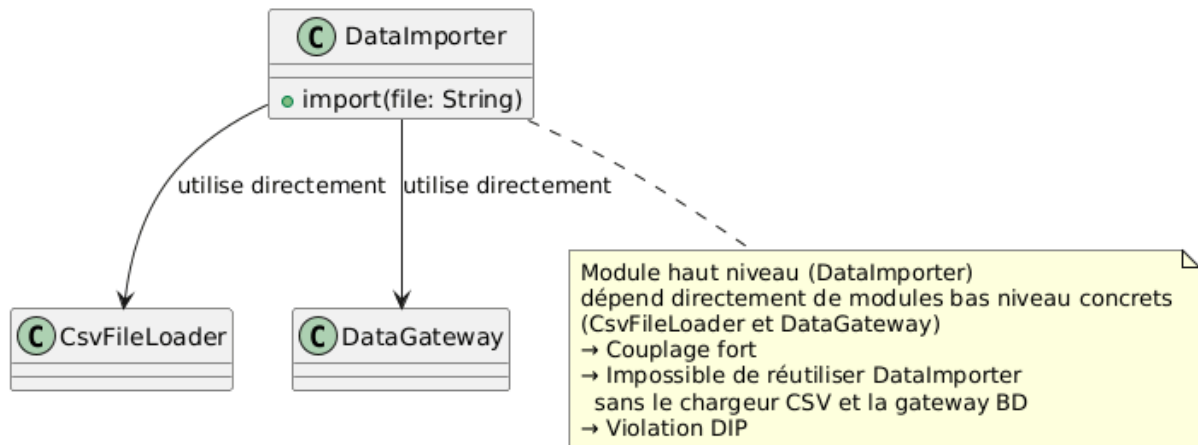 C DataImporter
import(file: String)
utilise directement
utilise directement
C CsvFileLoader
C DataGateway
Module haut niveau (DataImporter)
dépend directement de modules bas niveau concrets
(CsvFileLoader et DataGateway)
→ Couplage fort
→ Impossible de réutiliser DataImporter
sans le chargeur CSV et la gateway BD
→ Violation DIP